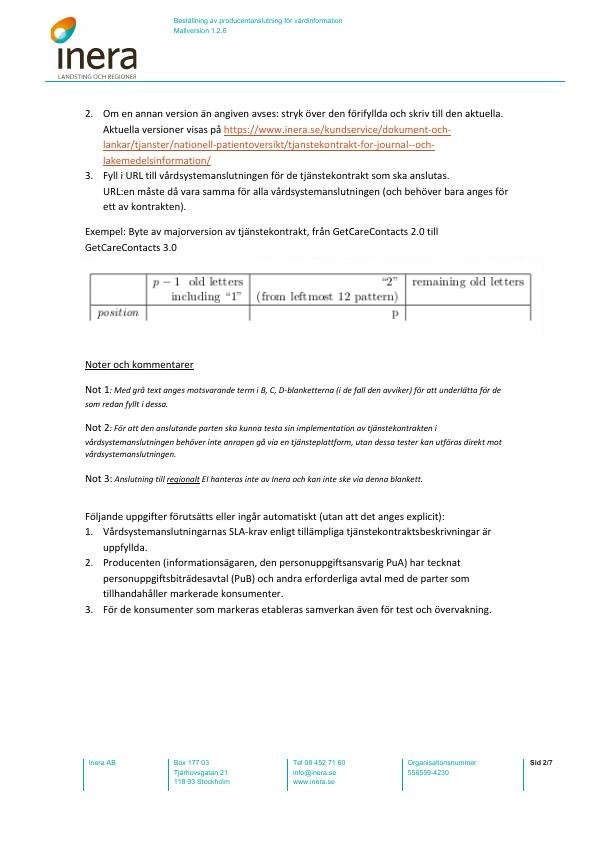 Beställning av producentanslutning för vårdinformation
Mallversion 1.2.6
inera
LANDSTING OCH REGIONER
2. Om en annan version än angiven avses: stryk över den förifyllda och skriv till den aktuella.
Aktuella versioner visas på https://www.inera.se/kundservice/dokument-och-
lankar/tjanster/nationell-patientoversikt/tjanstekontrakt-for-journal--och-
lakemedelsinformation/
3. Fyll i URL till vårdsystemanslutningen för de tjänstekontrakt som ska anslutas.
URL:en måste då vara samma för alla vårdsystemanslutningen (och behöver bara anges för
ett av kontrakten).
Exempel: Byte av majorversion av tjänstekontrakt, från GetCareContacts 2.0 till
GetCareContacts 3.0
p − 1 old letters “2” remaining old letters
including “1” (from leftmost 12 pattern)
position p
Noter och kommentarer
Not 1: Med grå text anges motsvarande term i B, C, D-blanketterna (i de fall den avviker) för att underlätta för de
som redan fyllt i dessa.
Not 2: För att den anslutande parten ska kunna testa sin implementation av tjänstekontrakten i
vårdsystemanslutningen behöver inte anropen gå via en tjänsteplattform, utan dessa tester kan utföras direkt mot
vårdsystemanslutningen.
Not 3: Anslutning till regionalt EI hanteras inte av Inera och kan inte ske via denna blankett.
Följande uppgifter förutsätts eller ingår automatiskt (utan att det anges explicit):
1. Vårdsystemanslutningarnas SLA-krav enligt tillämpliga tjänstekontraktsbeskrivningar är
uppfyllda.
2. Producenten (informationsägaren, den personuppgiftsansvarig PuA) har tecknat
personuppgiftsbiträdesavtal (PuB) och andra erforderliga avtal med de parter som
tillhandahåller markerade konsumenter.
3. För de konsumenter som markeras etableras samverkan även för test och övervakning.
Inera AB Box 177 03 Tel 08 452 71 60 Organisationsnummer Sid 2/7
Tjärhovsgatan 21 info@inera.se 556559-4230
118 93 Stockholm www.inera.se